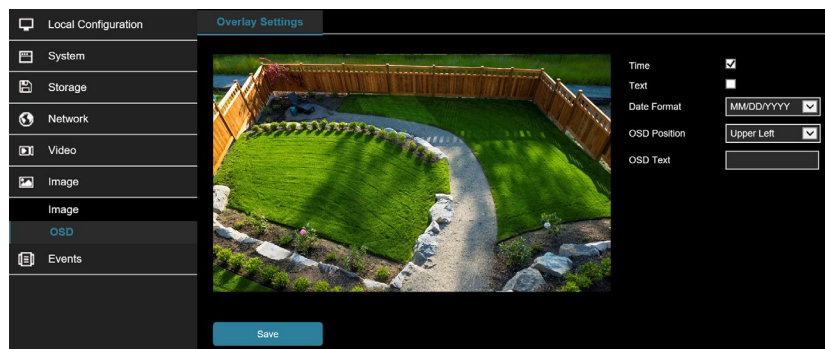 Local Configuration
Overlay Settings
System
Storage
Network
Video
Image
Image
OSD
Events
Time
Text
Date Format MM/DD/YYYY
OSD Position Upper Left
OSD Text
Save